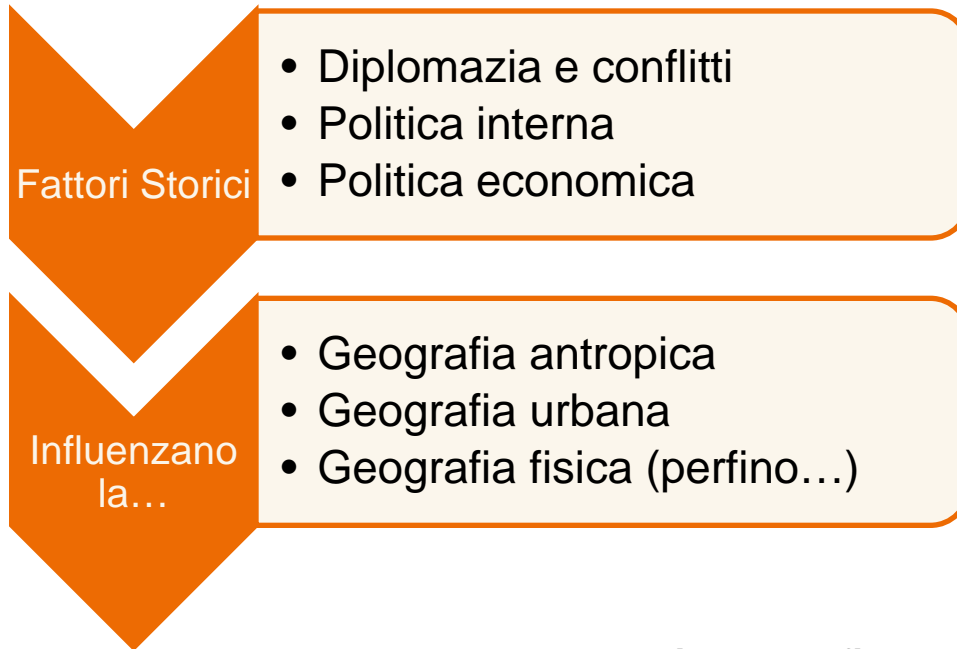 Fattori Storici
• Diplomazia e conflitti
• Politica interna
• Politica economica
Influenzano
la…
• Geografia antropica
• Geografia urbana
• Geografia fisica (perfino…)